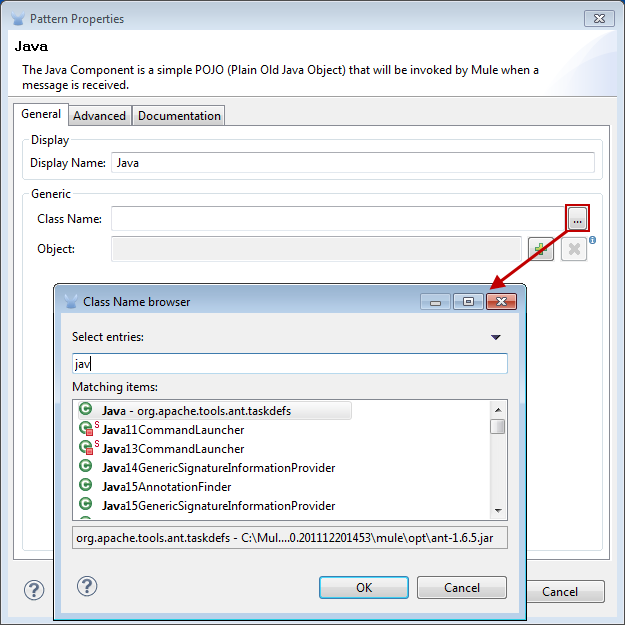 Pattern Properties
Java
The Java Component is a simple POJO (Plain Old Java Object) that will be invoked by Mule when a
message is received.
General Advanced Documentation
Display
Display Name: Java
Generic
Class Name: ...
Object:
Class Name browser
Select entries:
jav
Matching items:
C Java - org.apache.tools.ant.taskdefs
C S Java11CommandLauncher
C S Java13CommandLauncher
C Java14GenericSignatureInformationProvider
C Java15AnnotationFinder
C Java15GenericSignatureInformationProvider
org.apache.tools.ant.taskdefs - C:\Mul....0.201112201453\mule\opt\ant-1.6.5.jar
? OK Cancel
? Cancel